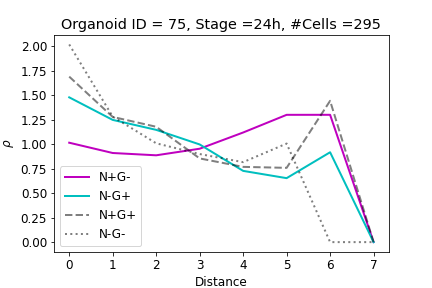 Organoid ID = 75, Stage =24h, #Cells =295
2.00
1.75
1.50
1.25
1.00
0.75
0.50
0.25
0.00
ρ
N+G-
N-G+
N+G+
N-G-
0 1 2 3 4 5 6 7
Distance